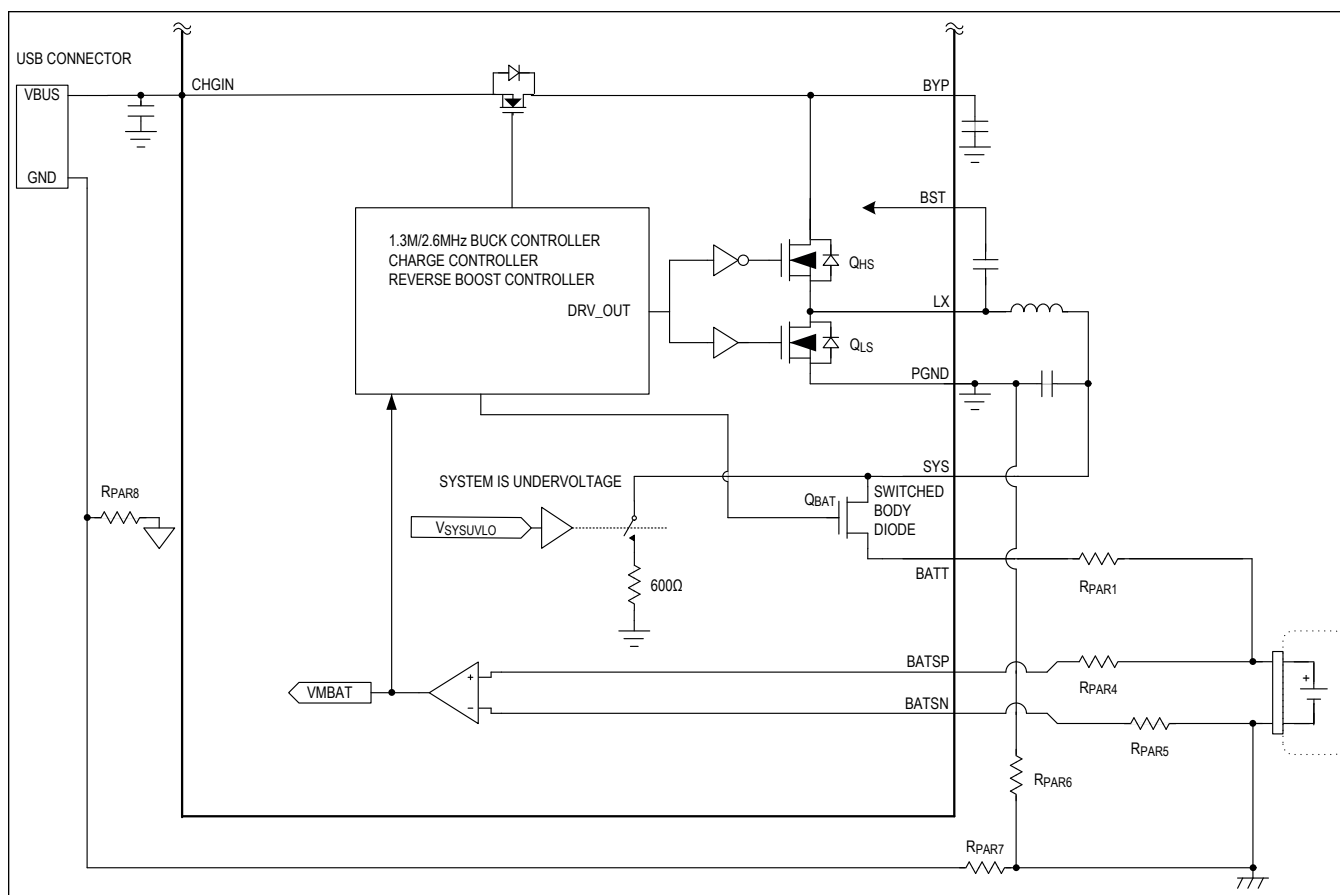 USB CONNECTOR
VBUS
GND
CHGIN
BYP
BST
1.3M/2.6MHz BUCK CONTROLLER
CHARGE CONTROLLER
REVERSE BOOST CONTROLLER
DRV_OUT
QHS
LX
QLS
PGND
SYS
SYSTEM IS UNDERVOLTAGE
QBAT
SWITCHED
BODY
DIODE
RPAR8
VSYSUVLO
600Ω
BATT
RPAR1
BATSP
RPAR4
+
VMBAT
+
−
BATSN
RPAR5
RPAR6
RPAR7